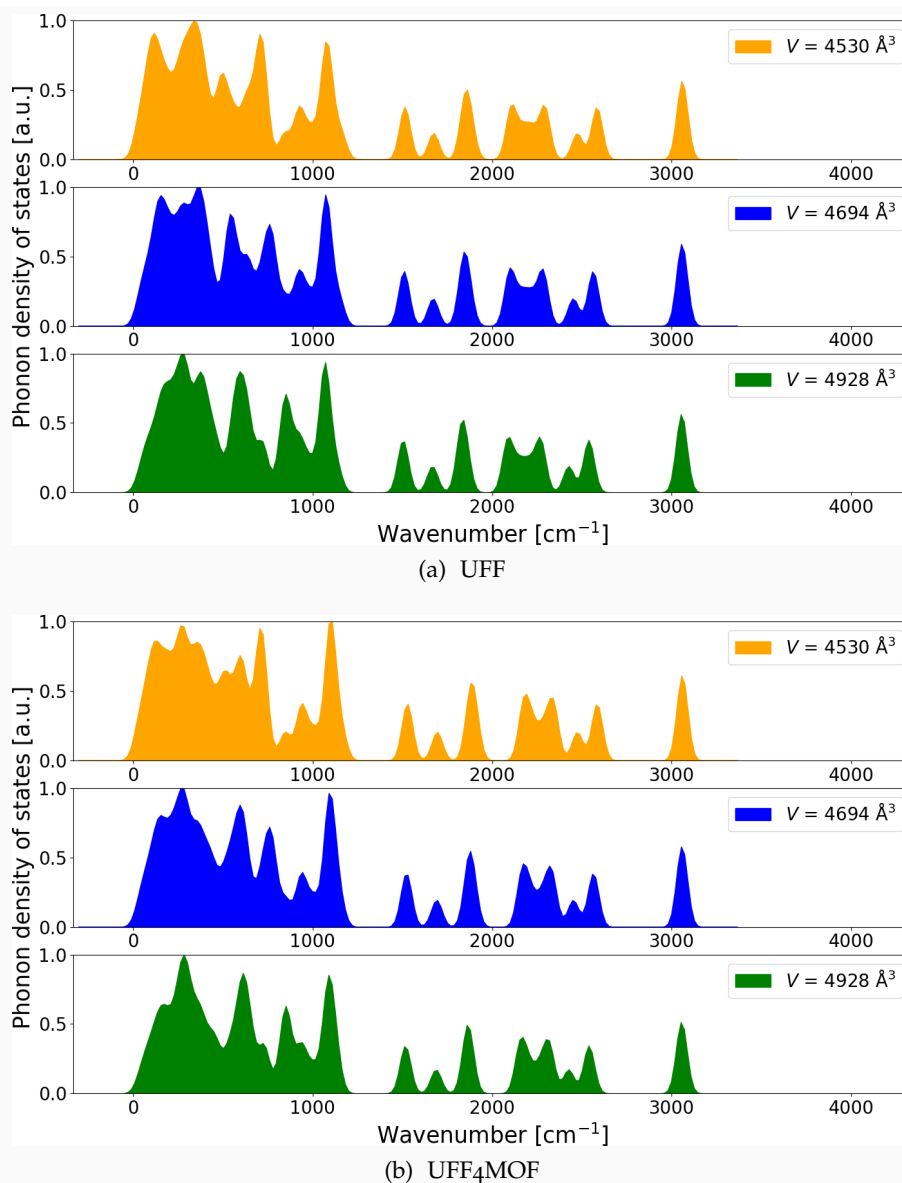 1.0
V = 4530 Å³
0.5
0.0
0 1000 2000 3000 4000
1.0
V = 4694 Å³
0.5
0.0
0 1000 2000 3000 4000
1.0
V = 4928 Å³
0.5
0.0
0 1000 2000 3000 4000
Phonon density of states [a.u.]
Wavenumber [cm⁻¹]
(a) UFF
1.0
V = 4530 Å³
0.5
0.0
0 1000 2000 3000 4000
1.0
V = 4694 Å³
0.5
0.0
0 1000 2000 3000 4000
1.0
V = 4928 Å³
0.5
0.0
0 1000 2000 3000 4000
Phonon density of states [a.u.]
Wavenumber [cm⁻¹]
(b) UFF4MOF